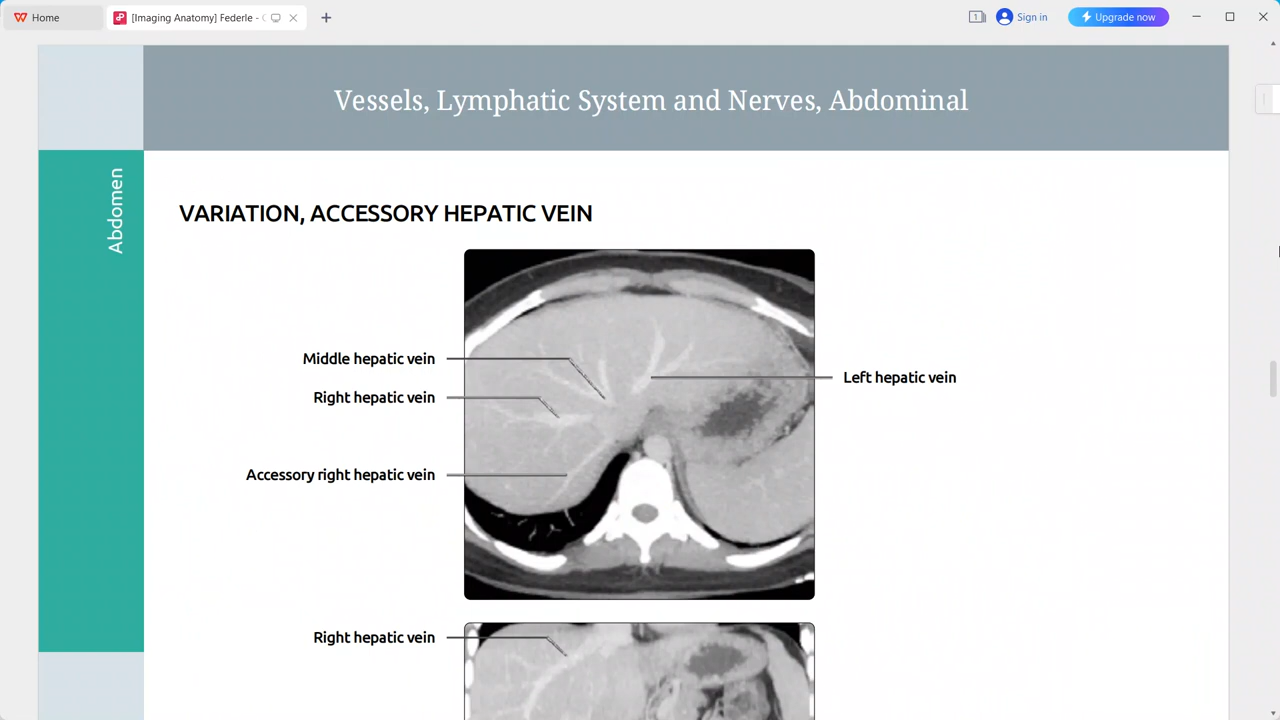 Home
[Imaging Anatomy] Federle -
1
Sign in
Upgrade now
Vessels, Lymphatic System and Nerves, Abdominal
Abdomen
VARIATION, ACCESSORY HEPATIC VEIN
Middle hepatic vein
Left hepatic vein
Right hepatic vein
Accessory right hepatic vein
Right hepatic vein